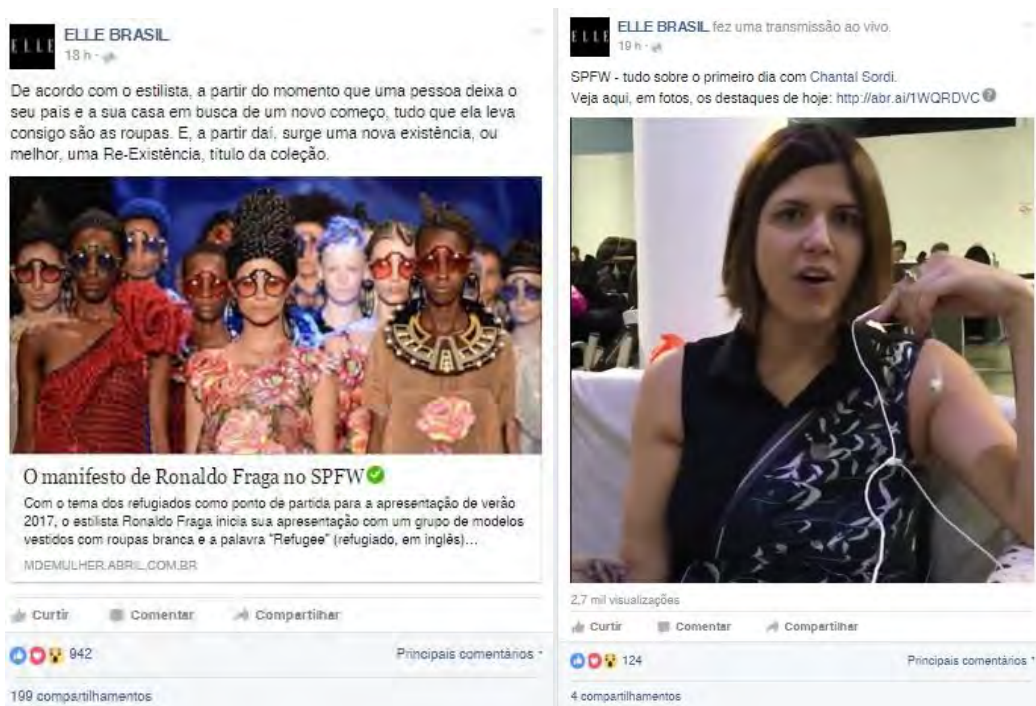 ELLE
ELLE BRASIL
18 h
De acordo com o estilista, a partir do momento que uma pessoa deixa o
seu país e a sua casa em busca de um novo começo, tudo que ela leva
consigo são as roupas. E, a partir daí, surge uma nova existência, ou
melhor, uma Re-Existência, título da coleção.
O manifesto de Ronaldo Fraga no SPFW
Com o tema dos refugiados como ponto de partida para a apresentação de verão
2017, o estilista Ronaldo Fraga inicia sua apresentação com um grupo de modelos
vestidos com roupas branca e a palavra "Refugee" (refugiado, em inglês)...
MDEMULHER.ABRIL.COM.BR
Curtir Comentar Compartilhar
942 Principais comentários
199 compartilhamentos
ELLE
ELLE BRASIL fez uma transmissão ao vivo.
19 h
SPFW - tudo sobre o primeiro dia com Chantal Sordi.
Veja aqui, em fotos, os destaques de hoje: http://abr.ai/1WQRDVC ?
2,7 mil visualizações
Curtir Comentar Compartilhar
124 Principais comentários
4 compartilhamentos